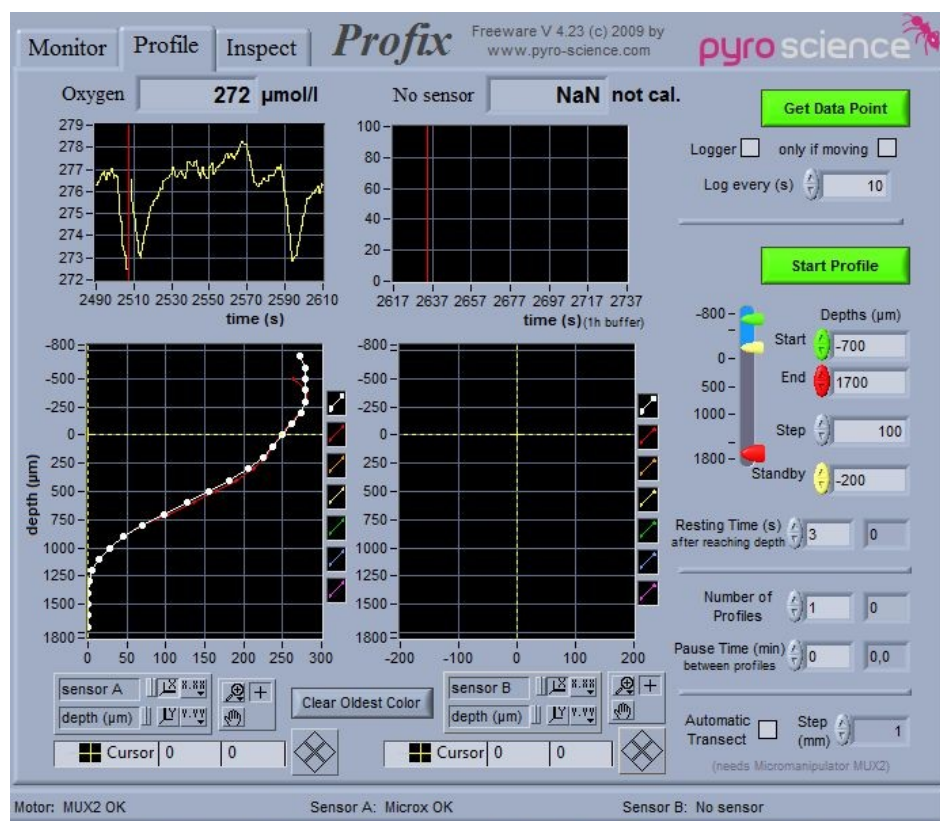 Monitor Profile Inspect Profix Freeware V 4.23 (c) 2009 by
www.pyro-science.com
pyro science
Oxygen 272 µmol/l No sensor NaN not cal.
Get Data Point
Logger only if moving
Log every (s) 10
279
278
277
276
275
274
273
272
2490 2510 2530 2550 2570 2590 2610
time (s)
100
80
60
40
20
0
2617 2637 2657 2677 2697 2717 2737
time (s) (1h buffer)
Start Profile
-800
0
500
1000
1800
Depths (µm)
Start -700
End 1700
Step 100
Standby -200
Resting Time (s)
after reaching depth 3 0
Number of
Profiles 1 0
Pause Time (min)
between profiles 0 0,0
Automatic
Transect Step
(mm) 1
(needs Micromanipulator MUX2)
depth (µm)
-800
-500
-250
0
250
500
750
1000
1250
1500
1800
0 50 100 150 200 250 300
-800
-500
-250
0
250
500
750
1000
1250
1500
1800
-200 -100 0 100 200
sensor A X X.XX
depth (µm) Y Y.YY
Clear Oldest Color
sensor B X X.XX
depth (µm) Y Y.YY
Cursor 0 0
Cursor 0 0
Motor: MUX2 OK Sensor A: Microx OK Sensor B: No sensor